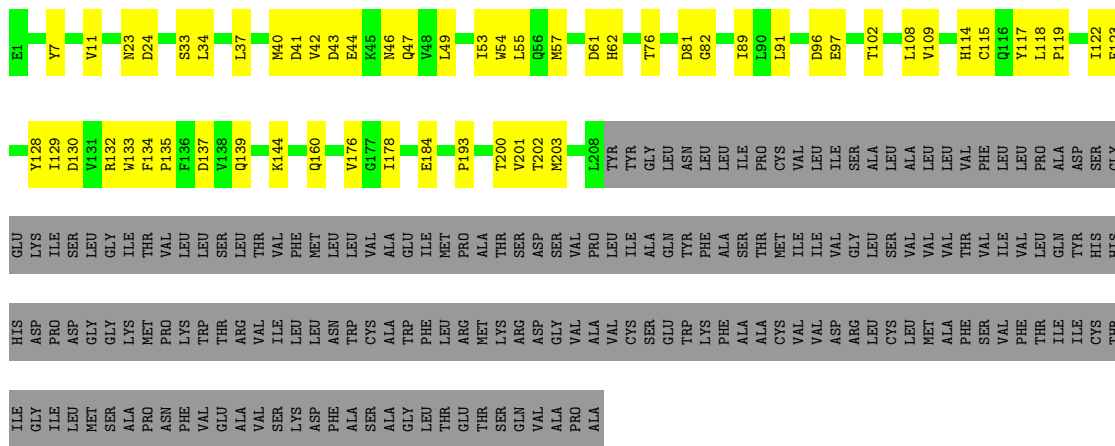 E1 Y7 V11 N23 D24 S33 L34 L37 M40 D41 V42 D43 E44 K45 N46 Q47 V48 L49 I53 W54 L55 Q56 M57 D61 H62 T76 D81 G82 I89 L90 L91 D96 E97 T102 L108 V109 H114 C115 Q116 Y117 L118 P119 I122 F123
Y128 I129 D130 V131 R132 W133 F134 P135 F136 D137 V138 Q139 K144 Q160 V176 G177 I178 E184 P193 T200 V201 T202 M203 L208 TYR TYR GLY LEU ASN LEU LEU ILE PRO CYS VAL LEU ILE SER ALA LEU ALA LEU LEU VAL PHE LEU LEU PRO ALA ASP SER GLY
GLU LYS ILE SER LEU GLY ILE THR VAL LEU LEU SER LEU THR VAL PHE MET LEU LEU VAL ALA GLU ILE MET PRO ALA THR SER ASP SER VAL PRO LEU ILE ALA GLN TYR PHE ALA SER THR MET ILE ILE VAL GLY LEU SER VAL VAL VAL THR VAL ILE VAL LEU GLN TYR HIS HIS
HIS ASP PRO ASP GLY GLY LYS MET PRO LYS TRP THR ARG VAL ILE LEU LEU ASN TRP CYS ALA TRP PHE LEU ARG MET LYS ARG ASP GLY VAL ALA VAL CYS SER GLU TRP LYS PHE ALA ALA CYS VAL VAL ASP ARG LEU CYS LEU MET ALA PHE SER VAL PHE THR ILE ILE CYS THR
ILE GLY ILE LEU MET SER ALA PRO ASN PHE VAL GLU ALA VAL SER LYS ASP PHE ALA SER ALA GLY LEU THR GLU THR SER GLN VAL ALA PRO ALA